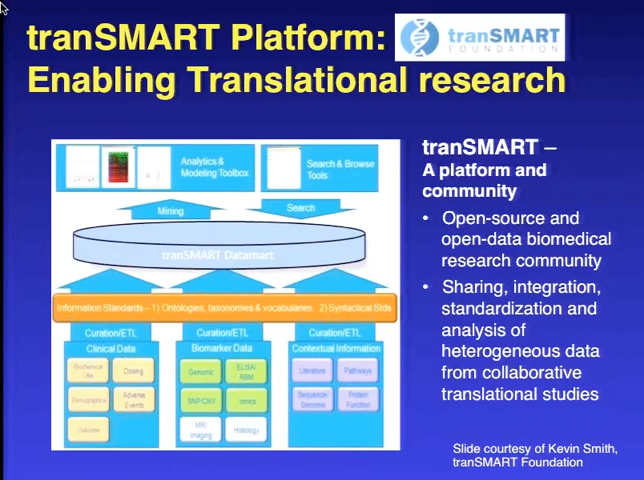 tranSMART Platform:
tranSMART
FOUNDATION
Enabling Translational research
Analytics &
Modeling Toolbox
Search & Browse
Tools
Mining
Search
tranSMART Datamart
Information Standards – 1) Ontologies, taxonomies & vocabularies 2) Syntactical Stds
Curation/ETL
Curation/ETL
Curation/ETL
Clinical Data
Biomarker Data
Contextual Information
Biochemical
Dosing
Genomic
ELISA/
RBM
Literature
Pathways
Demographics
Adverse
Events
SNP/CNV
omics
Sequence/
Genome
Protein
Function
Outcome
MRI
imaging
Histology
tranSMART –
A platform and
community
• Open-source and
open-data biomedical
research community
• Sharing, integration,
standardization and
analysis of
heterogeneous data
from collaborative
translational studies
Slide courtesy of Kevin Smith,
tranSMART Foundation